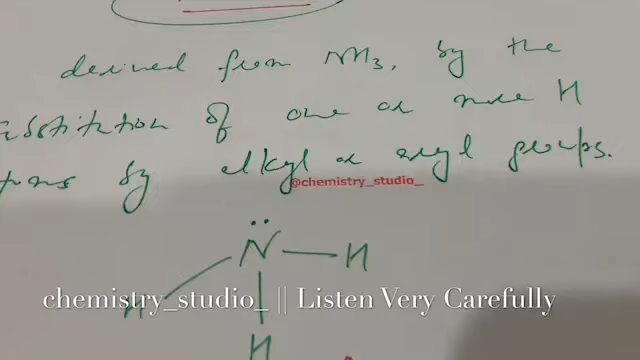 derived from NH3, by the
substitution of one or more H
by alkyl or aryl groups.
@chemistry_studio_
N H
chemistry_studio_ || Listen Very Carefully
H
H